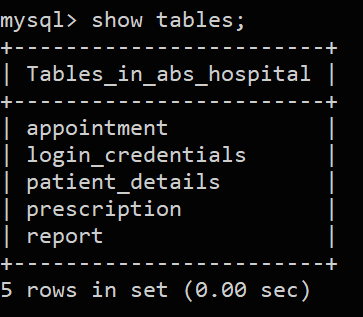 mysql> show tables;
+------------------------+
| Tables_in_abs_hospital |
+------------------------+
| appointment            |
| login_credentials      |
| patient_details        |
| prescription           |
| report                 |
+------------------------+
5 rows in set (0.00 sec)